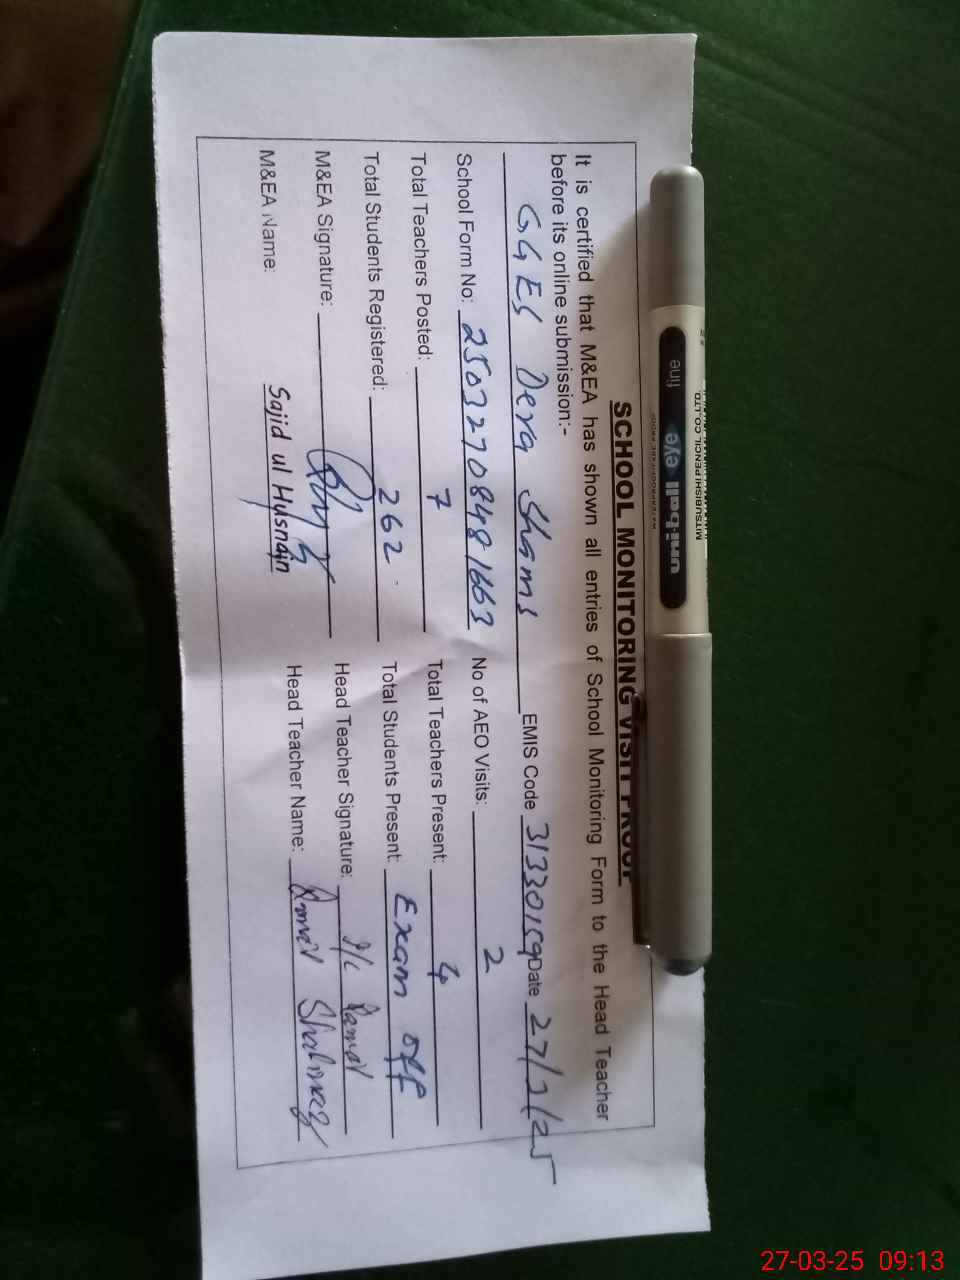 SCHOOL MONITORING VISIT PROOF
It is certified that M&EA has shown all entries of School Monitoring Form to the Head Teacher
before its online submission:-
GGES Dera Shams EMIS Code 31330159 Date 27/3/25
School Form No: 2503270848 1663 No of AEO Visits: 2
Total Teachers Posted: 7 Total Teachers Present: 4
Total Students Registered: 262 Total Students Present: Exam off
M&EA Signature: Head Teacher Signature: I/c
M&EA Name: Sajid ul Husnain Head Teacher Name:
uni-ball
eye
fine
MITSUBISHI PENCIL
CO. LTD.
27-03-25 09:13